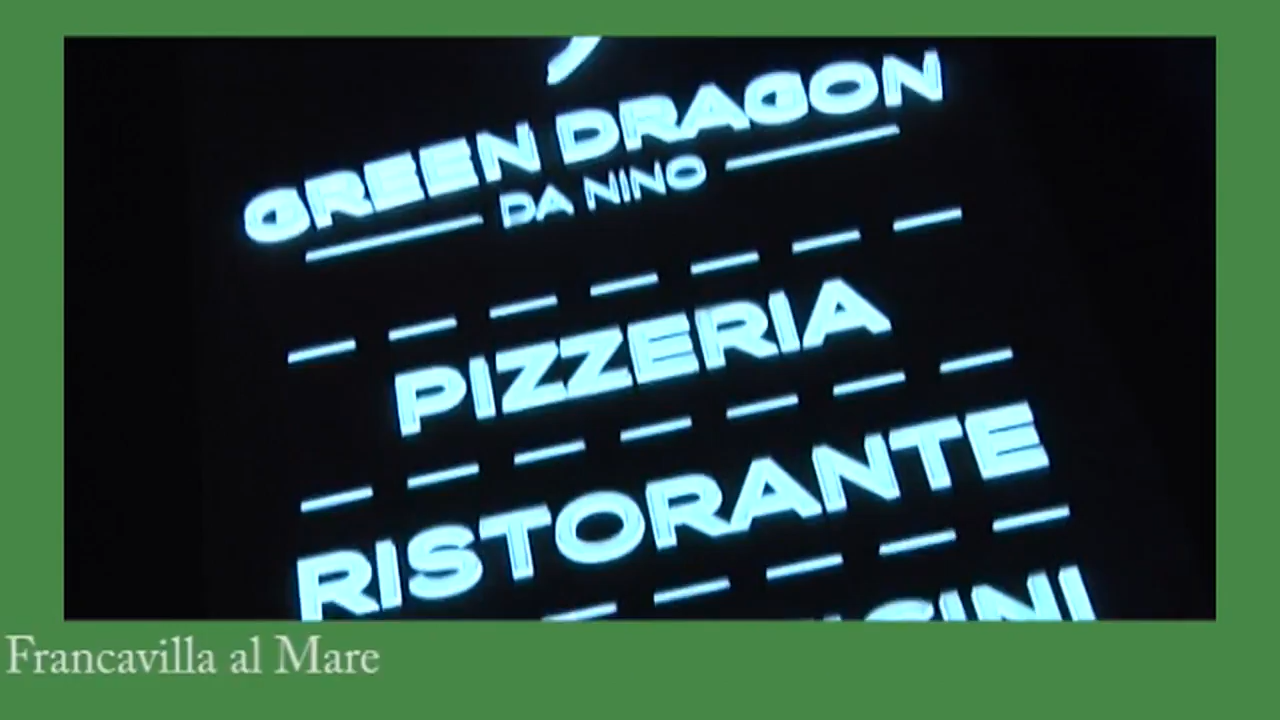 GREEN DRAGON
DA NINO
PIZZERIA
RISTORANTE
Francavilla al Mare